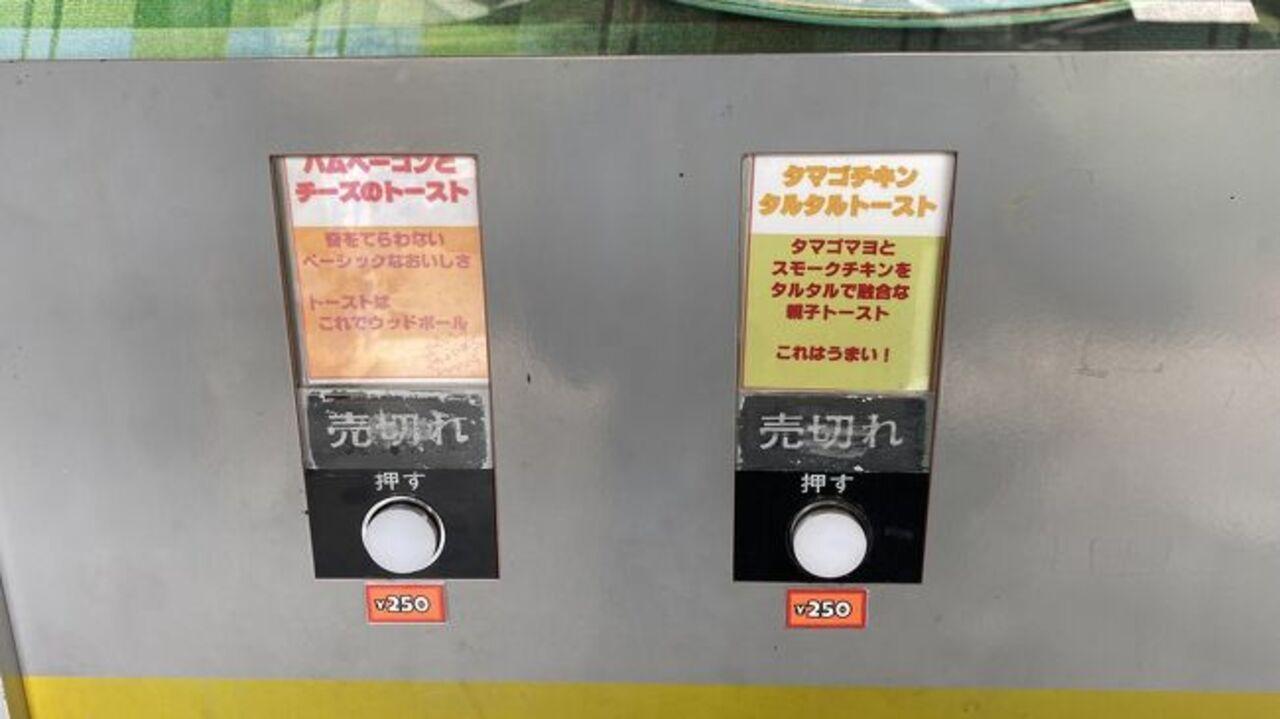 ハムベーコンと
チーズのトースト
奇をてらわない
ベーシックなおいしさ
トーストは
これでウッドボール
売切れ
押す
¥250
タマゴチキン
タルタルトースト
タマゴマヨと
スモークチキンを
タルタルで融合な
親子トースト
これはうまい！
売切れ
押す
¥250